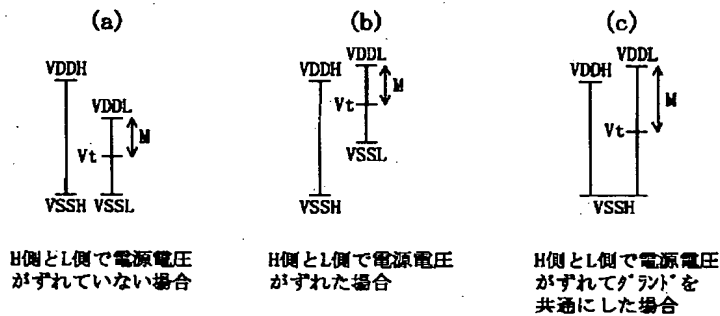 (a)
VDDH
VDDL
M
Vt
VSSH VSSL
H側とL側で電源電圧
がずれていない場合
(b)
VDDL
VDDH
M
Vt
VSSL
VSSH
H側とL側で電源電圧
がずれた場合
(c)
VDDL
VDDH
M
Vt
VSSH
H側とL側で電源電圧
がずれてグランドを
共通にした場合